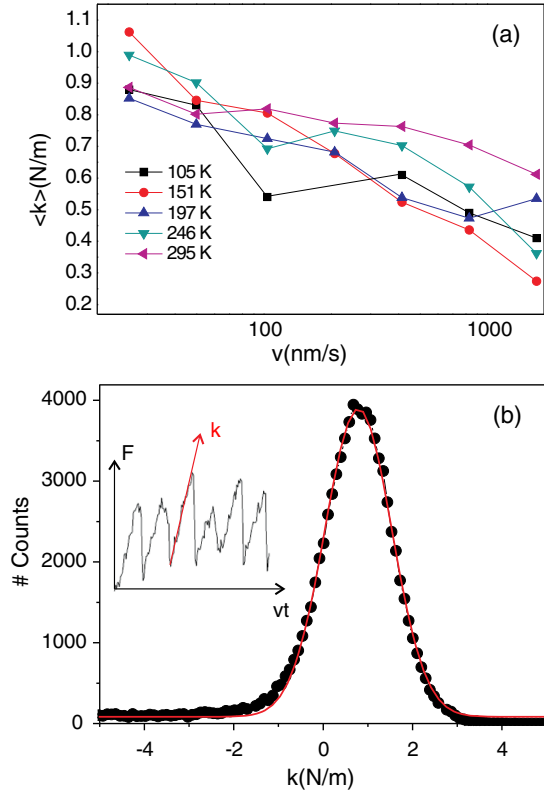 (a)
1.1
1.0
0.9
0.8
0.7
0.6
0.5
0.4
0.3
0.2
<k>(N/m)
105 K
151 K
197 K
246 K
295 K
100
1000
v(nm/s)
(b)
4000
3000
2000
1000
0
# Counts
F
k
vt
-4
-2
0
2
4
k(N/m)